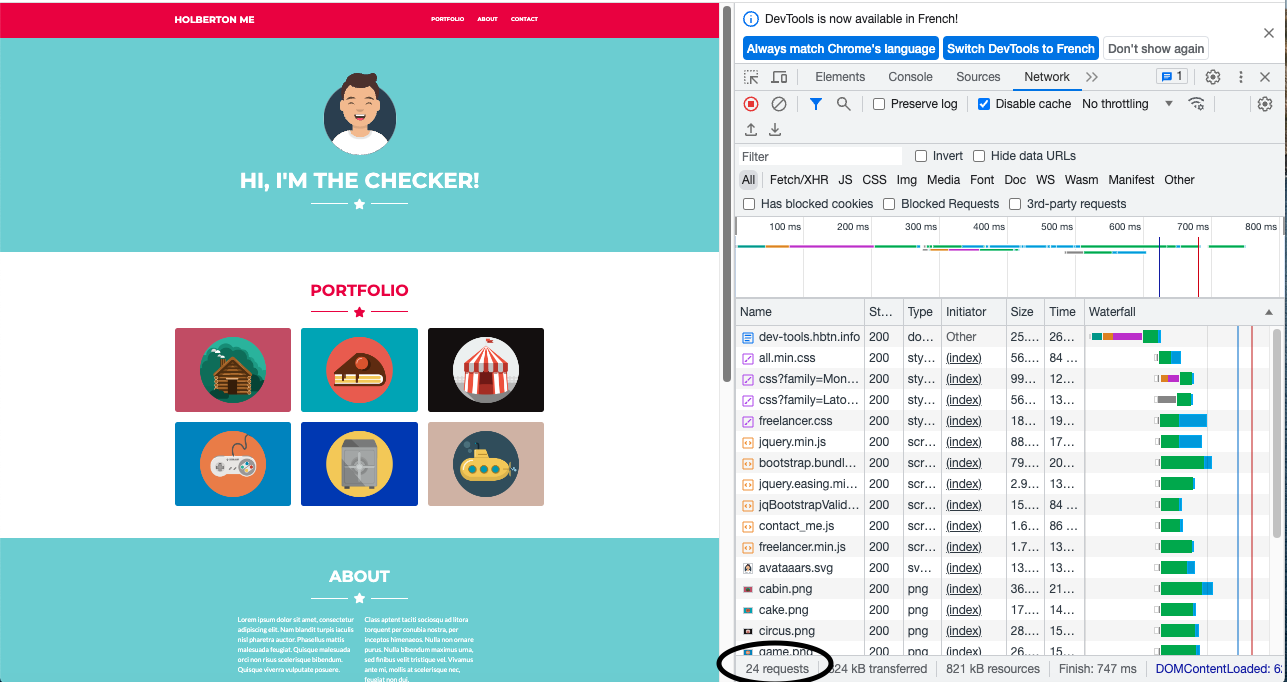 HOLBERTON ME
PORTFOLIO ABOUT CONTACT
HI, I'M THE CHECKER!
PORTFOLIO
ABOUT
Lorem ipsum dolor sit amet, consectetur
adipiscing elit. Nam blandit turpis iaculis
nisl pharetra auctor. Phasellus mattis
malesuada feugiat. Quisque malesuada
orci non risus scelerisque bibendum.
Quisque viverra vulputate posuere.
Class aptent taciti sociosqu ad litora
torquent per conubia nostra, per
inceptos himenaeos. Nulla non ornare
purus. Nulla bibendum maximus urna,
sed finibus velit tristique vel. Vivamus
ante mi, mollis at scelerisque nec,
feugiat non dui.
DevTools is now available in French!
Always match Chrome's language Switch DevTools to French Don't show again
Elements Console Sources Network 1
Preserve log Disable cache No throttling
Filter Invert Hide data URLs
All Fetch/XHR JS CSS Img Media Font Doc WS Wasm Manifest Other
Has blocked cookies Blocked Requests 3rd-party requests
100 ms 200 ms 300 ms 400 ms 500 ms 600 ms 700 ms 800 ms
Name St... Type Initiator Size Time Waterfall
dev-tools.hbtn.info 200 do... Other 25.... 26...
all.min.css 200 sty... (index) 56.... 84 ...
css?family=Mon... 200 sty... (index) 99... 12...
css?family=Lato... 200 sty... (index) 56... 13...
freelancer.css 200 sty... (index) 18... 19...
jquery.min.js 200 scr... (index) 88.... 17...
bootstrap.bundl... 200 scr... (index) 79.... 20...
jquery.easing.mi... 200 scr... (index) 2.9... 13...
jqBootstrapValid... 200 scr... (index) 15.... 84 ...
contact_me.js 200 scr... (index) 1.6... 86 ...
freelancer.min.js 200 scr... (index) 1.7... 13...
avataaars.svg 200 sv... (index) 13.... 13...
cabin.png 200 png (index) 36.... 21...
cake.png 200 png (index) 17.... 14...
circus.png 200 png (index) 28.... 15...
game.png 200 png (index) 26.... 15...
24 requests 824 kB transferred 821 kB resources Finish: 747 ms DOMContentLoaded: 6